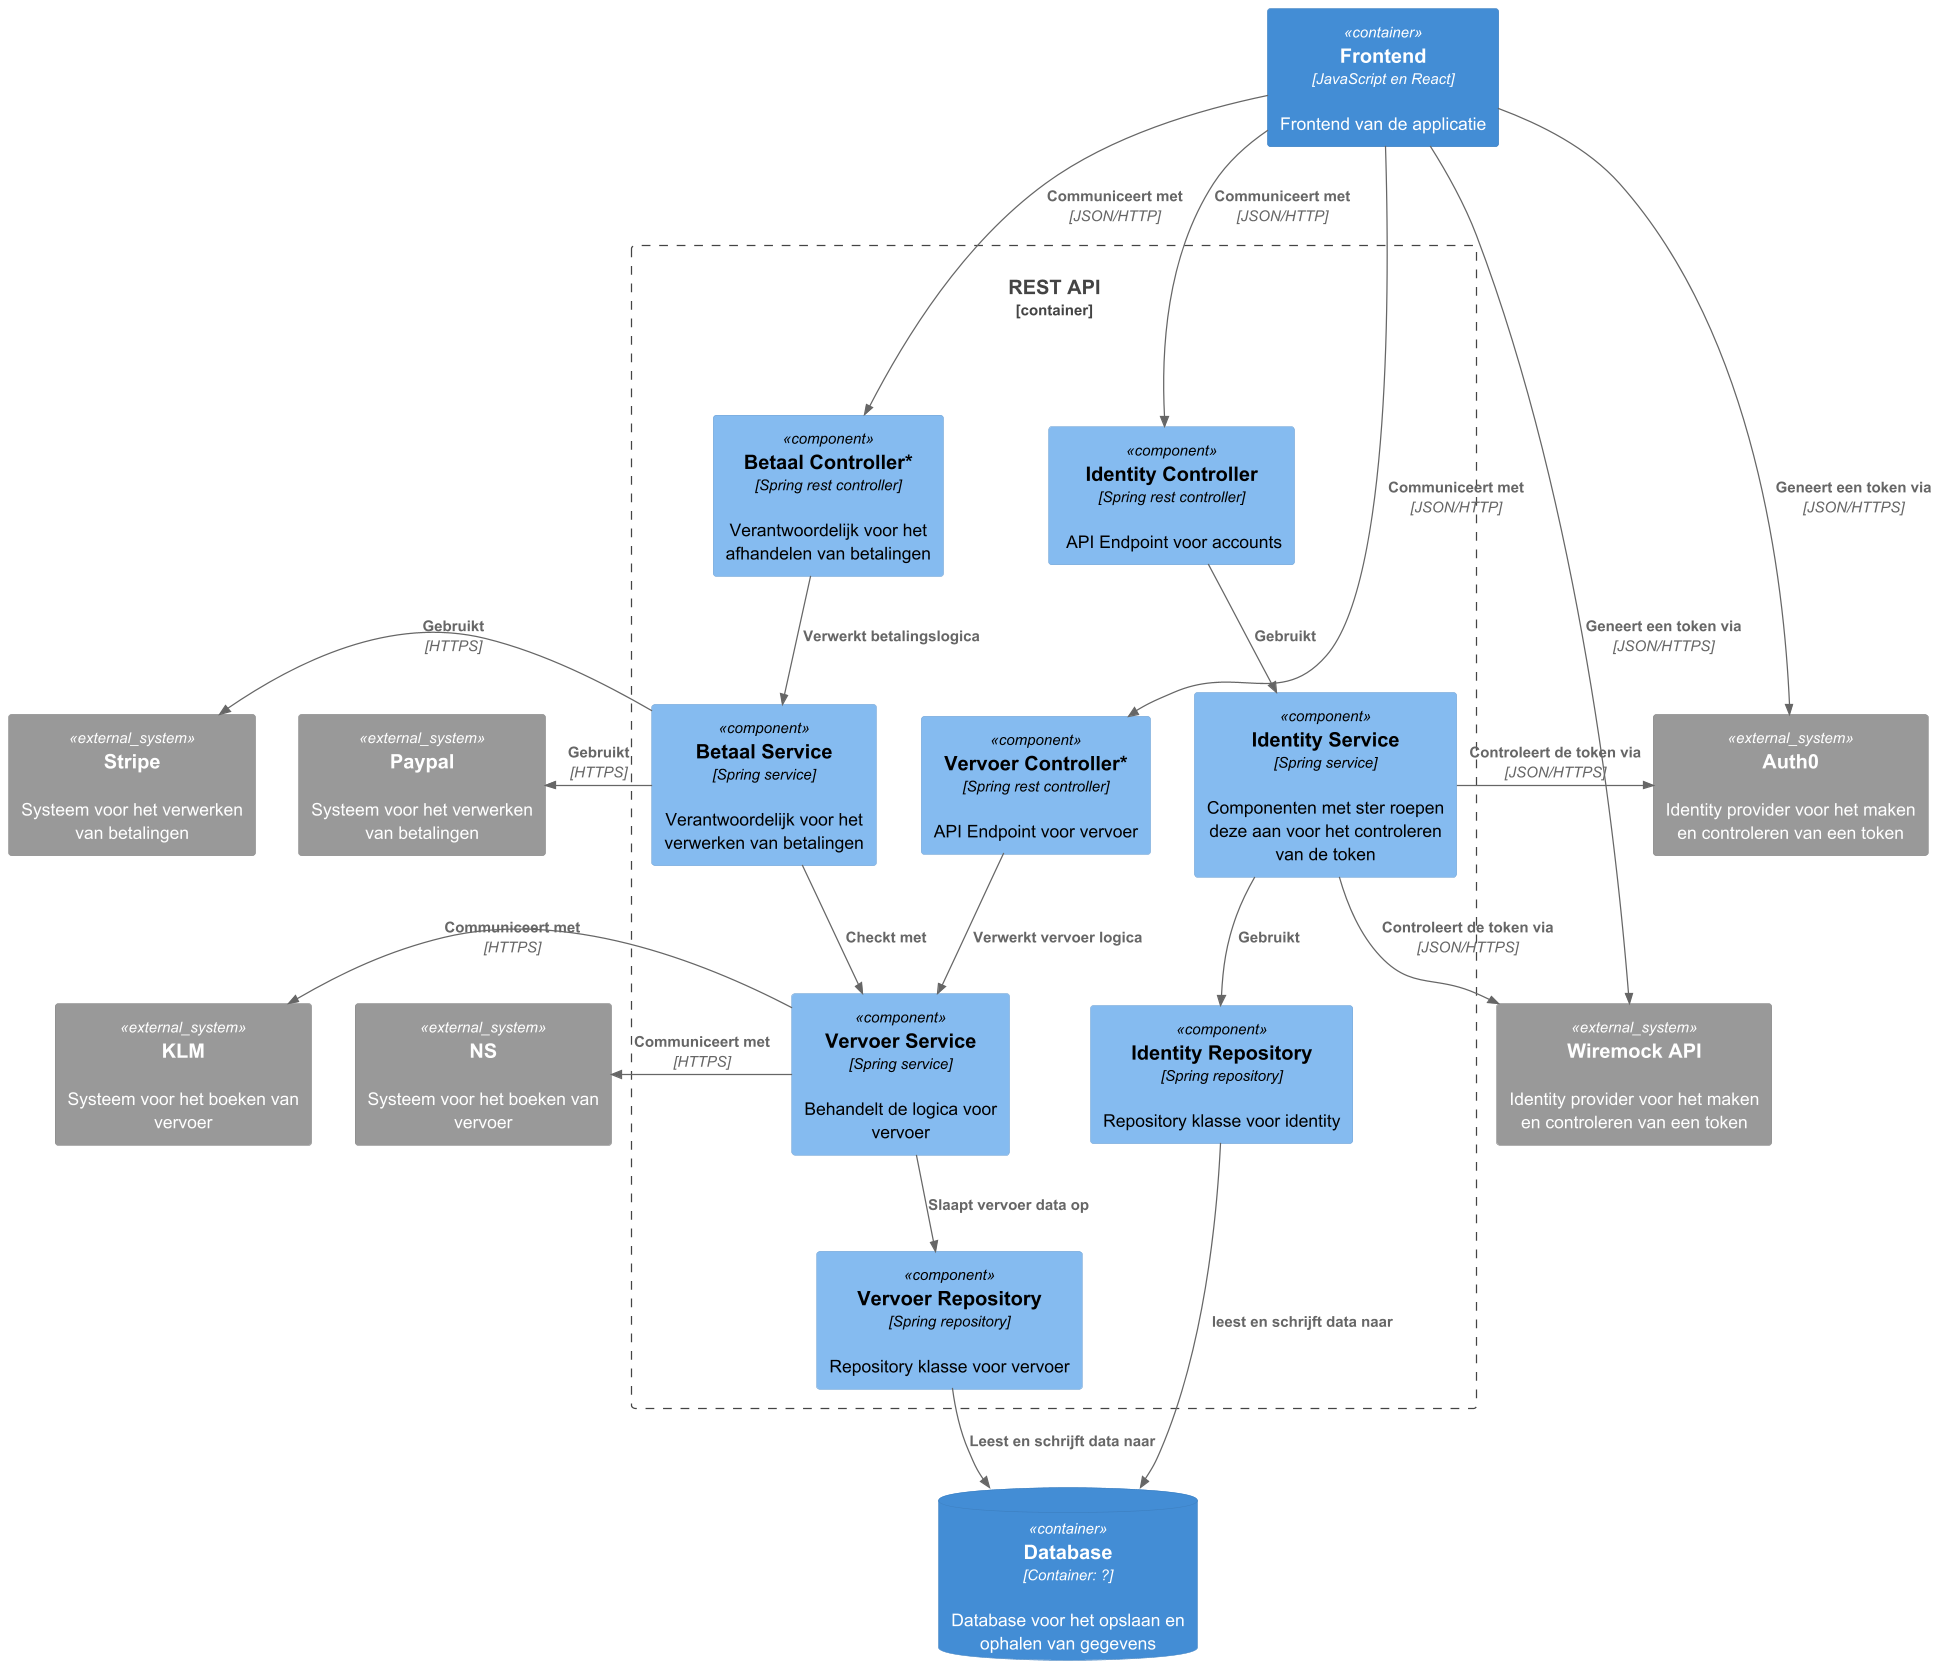 «container»
Frontend
[JavaScript en React]
Frontend van de applicatie
Communiceert met
[JSON/HTTP]
Communiceert met
[JSON/HTTP]
REST API
[container]
«component»
Betaal Controller*
[Spring rest controller]
Verantwoordelijk voor het
afhandelen van betalingen
«component»
Identity Controller
[Spring rest controller]
API Endpoint voor accounts
Communiceert met
[JSON/HTTP]
Geneert een token via
[JSON/HTTPS]
Gebruikt
[HTTPS]
Verwerkt betalingslogica
Gebruikt
Geneert een token via
[JSON/HTTPS]
«external_system»
Stripe
Systeem voor het verwerken
van betalingen
«external_system»
Paypal
Systeem voor het verwerken
van betalingen
Gebruikt
[HTTPS]
«component»
Betaal Service
[Spring service]
Verantwoordelijk voor het
verwerken van betalingen
«component»
Vervoer Controller*
[Spring rest controller]
API Endpoint voor vervoer
«component»
Identity Service
[Spring service]
Componenten met ster roepen
deze aan voor het controleren
van de token
Controleert de token via
[JSON/HTTPS]
«external_system»
Auth0
Identity provider voor het maken
en controleren van een token
Communiceert met
[HTTPS]
Checkt met
Verwerkt vervoer logica
Gebruikt
Controleert de token via
[JSON/HTTPS]
«external_system»
KLM
Systeem voor het boeken van
vervoer
«external_system»
NS
Systeem voor het boeken van
vervoer
Communiceert met
[HTTPS]
«component»
Vervoer Service
[Spring service]
Behandelt de logica voor
vervoer
«component»
Identity Repository
[Spring repository]
Repository klasse voor identity
«external_system»
Wiremock API
Identity provider voor het maken
en controleren van een token
Slaapt vervoer data op
«component»
Vervoer Repository
[Spring repository]
Repository klasse voor vervoer
leest en schrijft data naar
Leest en schrijft data naar
«container»
Database
[Container: ?]
Database voor het opslaan en
ophalen van gegevens